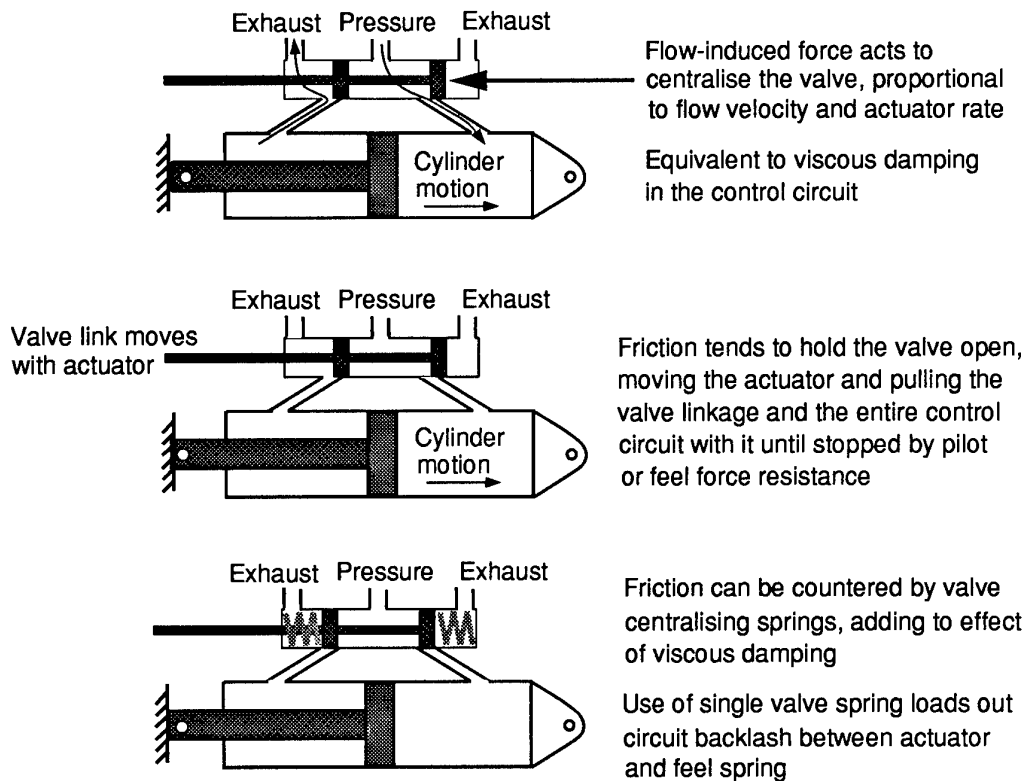 Exhaust Pressure Exhaust
Flow-induced force acts to
centralise the valve, proportional
to flow velocity and actuator rate
Equivalent to viscous damping
in the control circuit
Cylinder
motion
Exhaust Pressure Exhaust
Valve link moves
with actuator
Friction tends to hold the valve open,
moving the actuator and pulling the
valve linkage and the entire control
circuit with it until stopped by pilot
or feel force resistance
Cylinder
motion
Exhaust Pressure Exhaust
Friction can be countered by valve
centralising springs, adding to effect
of viscous damping
Use of single valve spring loads out
circuit backlash between actuator
and feel spring